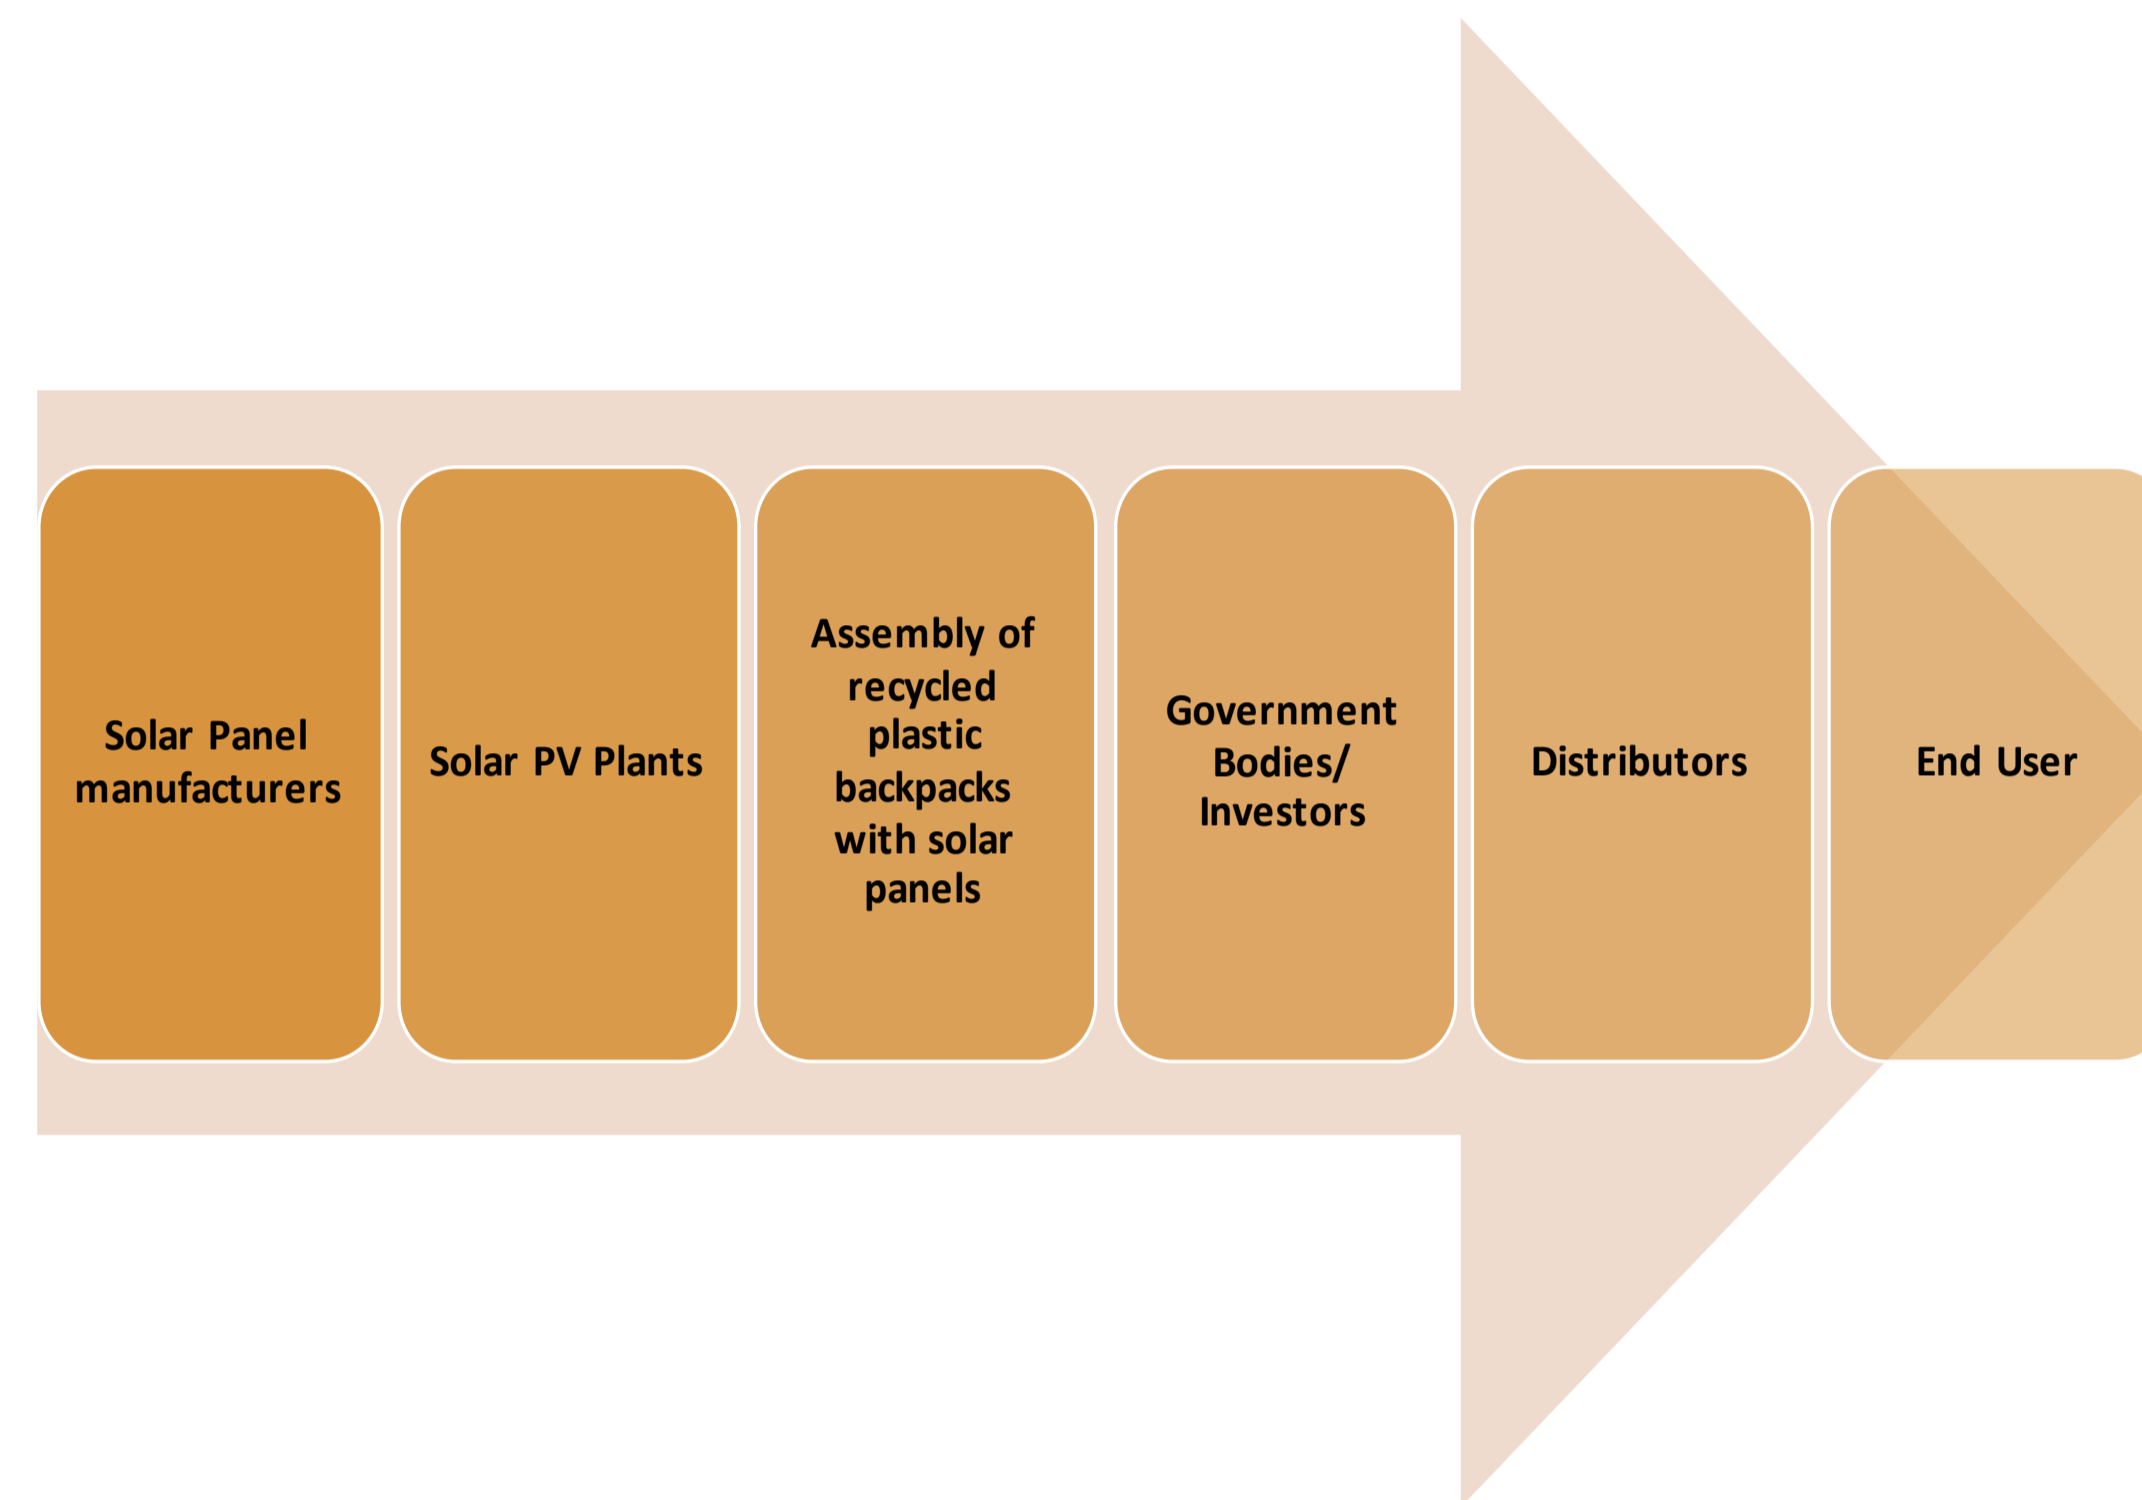 Solar Panel
manufacturers
Solar PV Plants
Assembly of
recycled
plastic
backpacks
with solar
panels
Government
Bodies/
Investors
Distributors
End User